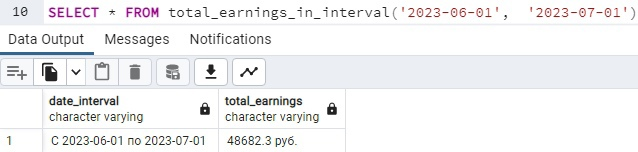 10 SELECT * FROM total_earnings_in_interval('2023-06-01', '2023-07-01')
Data Output Messages Notifications
date_interval total_earnings
character varying character varying
1 С 2023-06-01 по 2023-07-01 48682.3 руб.